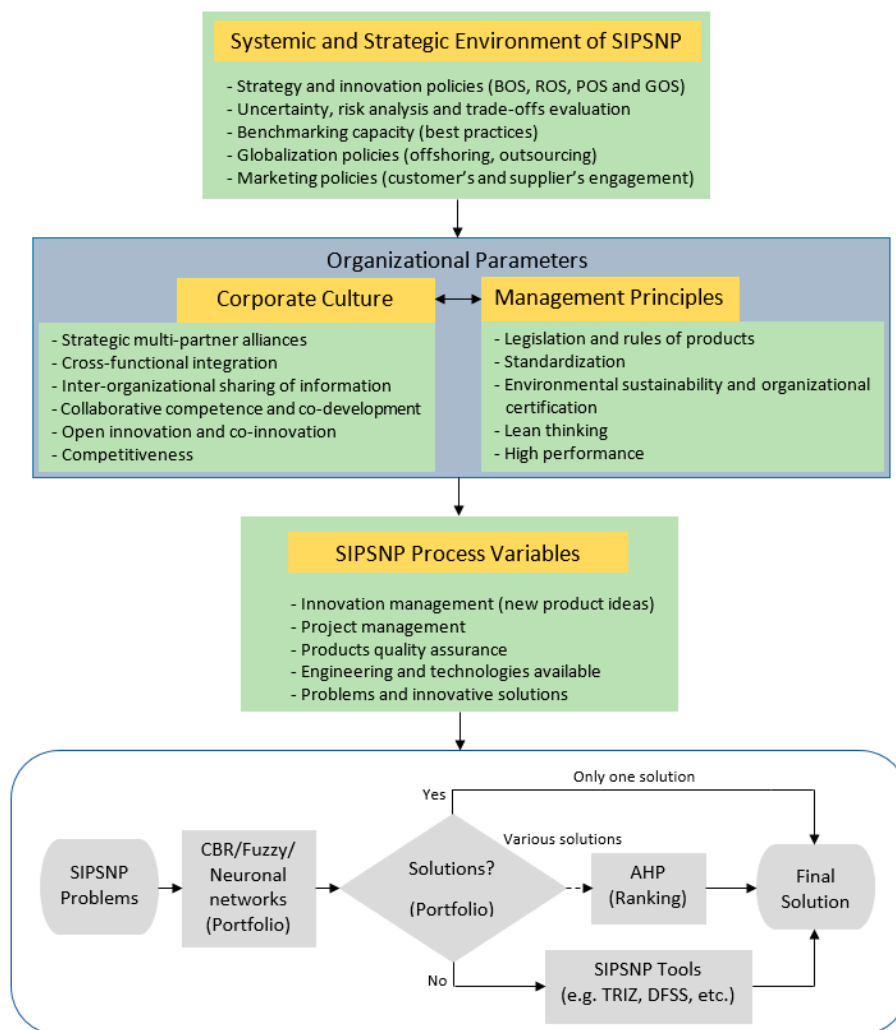 Systemic and Strategic Environment of SIPSNP
- Strategy and innovation policies (BOS, ROS, POS and GOS)
- Uncertainty, risk analysis and trade-offs evaluation
- Benchmarking capacity (best practices)
- Globalization policies (offshoring, outsourcing)
- Marketing policies (customer's and supplier's engagement)
Organizational Parameters
Corporate Culture
- Strategic multi-partner alliances
- Cross-functional integration
- Inter-organizational sharing of information
- Collaborative competence and co-development
- Open innovation and co-innovation
- Competitiveness
Management Principles
- Legislation and rules of products
- Standardization
- Environmental sustainability and organizational
certification
- Lean thinking
- High performance
SIPSNP Process Variables
- Innovation management (new product ideas)
- Project management
- Products quality assurance
- Engineering and technologies available
- Problems and innovative solutions
Only one solution
Yes
Various solutions
SIPSNP
Problems
CBR/Fuzzy/
Neuronal
networks
(Portfolio)
Solutions?
(Portfolio)
AHP
(Ranking)
Final
Solution
No
SIPSNP Tools
(e.g. TRIZ, DFSS, etc.)